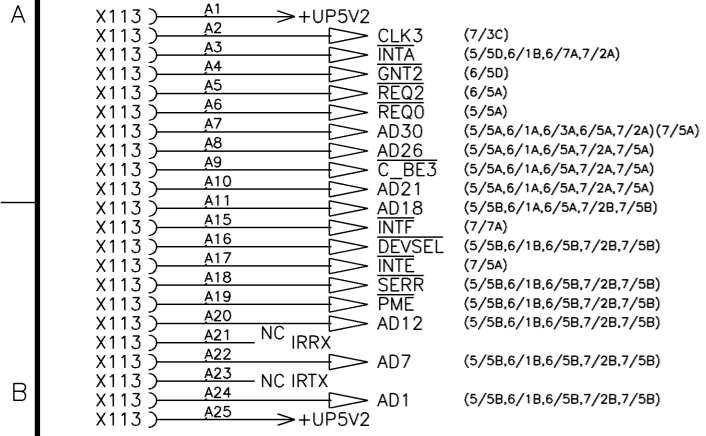 A
X113 A1 +UP5V2
X113 A2 CLK3 (7/3C)
X113 A3 INTA (5/5D,6/1B,6/7A,7/2A)
X113 A4 GNT2 (6/5D)
X113 A5 REQ2 (6/5A)
X113 A6 REQ0 (5/5A)
X113 A7 AD30 (5/5A,6/1A,6/3A,6/5A,7/2A)(7/5A)
X113 A8 AD26 (5/5A,6/1A,6/5A,7/2A,7/5A)
X113 A9 C_BE3 (5/5A,6/1A,6/5A,7/2A,7/5A)
X113 A10 AD21 (5/5A,6/1A,6/5A,7/2A,7/5A)
X113 A11 AD18 (5/5B,6/1A,6/5A,7/2B,7/5B)
X113 A15 INTF (7/7A)
X113 A16 DEVSEL (5/5B,6/1B,6/5B,7/2B,7/5B)
X113 A17 INTE (7/5A)
X113 A18 SERR (5/5B,6/1B,6/5B,7/2B,7/5B)
X113 A19 PME (5/5B,6/1B,6/5B,7/2B,7/5B)
X113 A20 AD12 (5/5B,6/1B,6/5B,7/2B,7/5B)
X113 A21 NC IRRX
X113 A22 AD7 (5/5B,6/1B,6/5B,7/2B,7/5B)
X113 A23 NC IRTX
B
X113 A24 AD1 (5/5B,6/1B,6/5B,7/2B,7/5B)
X113 A25 +UP5V2